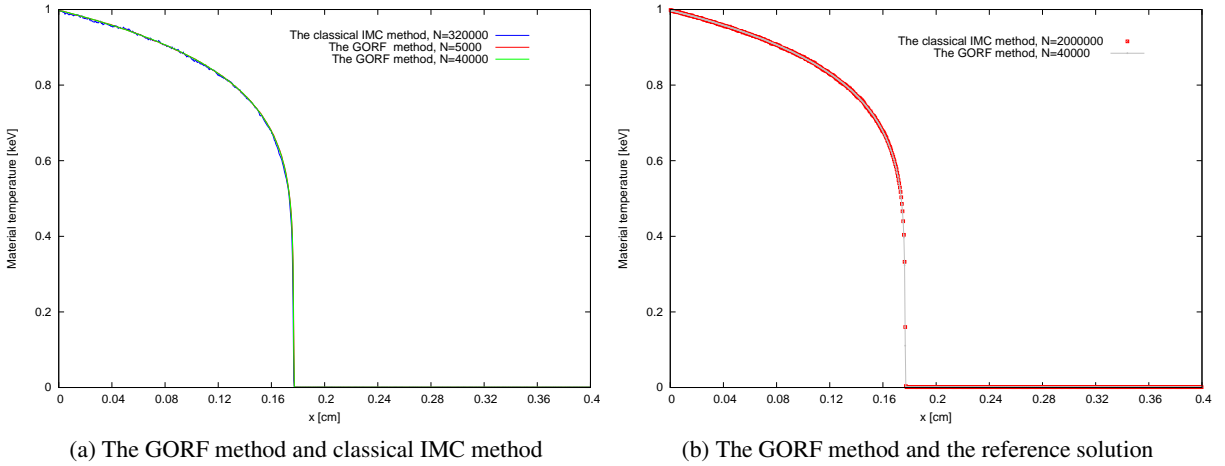 The classical IMC method, N=320000
The GORF method, N=5000
The GORF method, N=40000
Material temperature [keV]
1
0.8
0.6
0.4
0.2
0
0 0.04 0.08 0.12 0.16 0.2 0.24 0.28 0.32 0.36 0.4
x [cm]
(a) The GORF method and classical IMC method
The classical IMC method, N=2000000
The GORF method, N=40000
Material temperature [keV]
1
0.8
0.6
0.4
0.2
0
0 0.04 0.08 0.12 0.16 0.2 0.24 0.28 0.32 0.36 0.4
x [cm]
(b) The GORF method and the reference solution